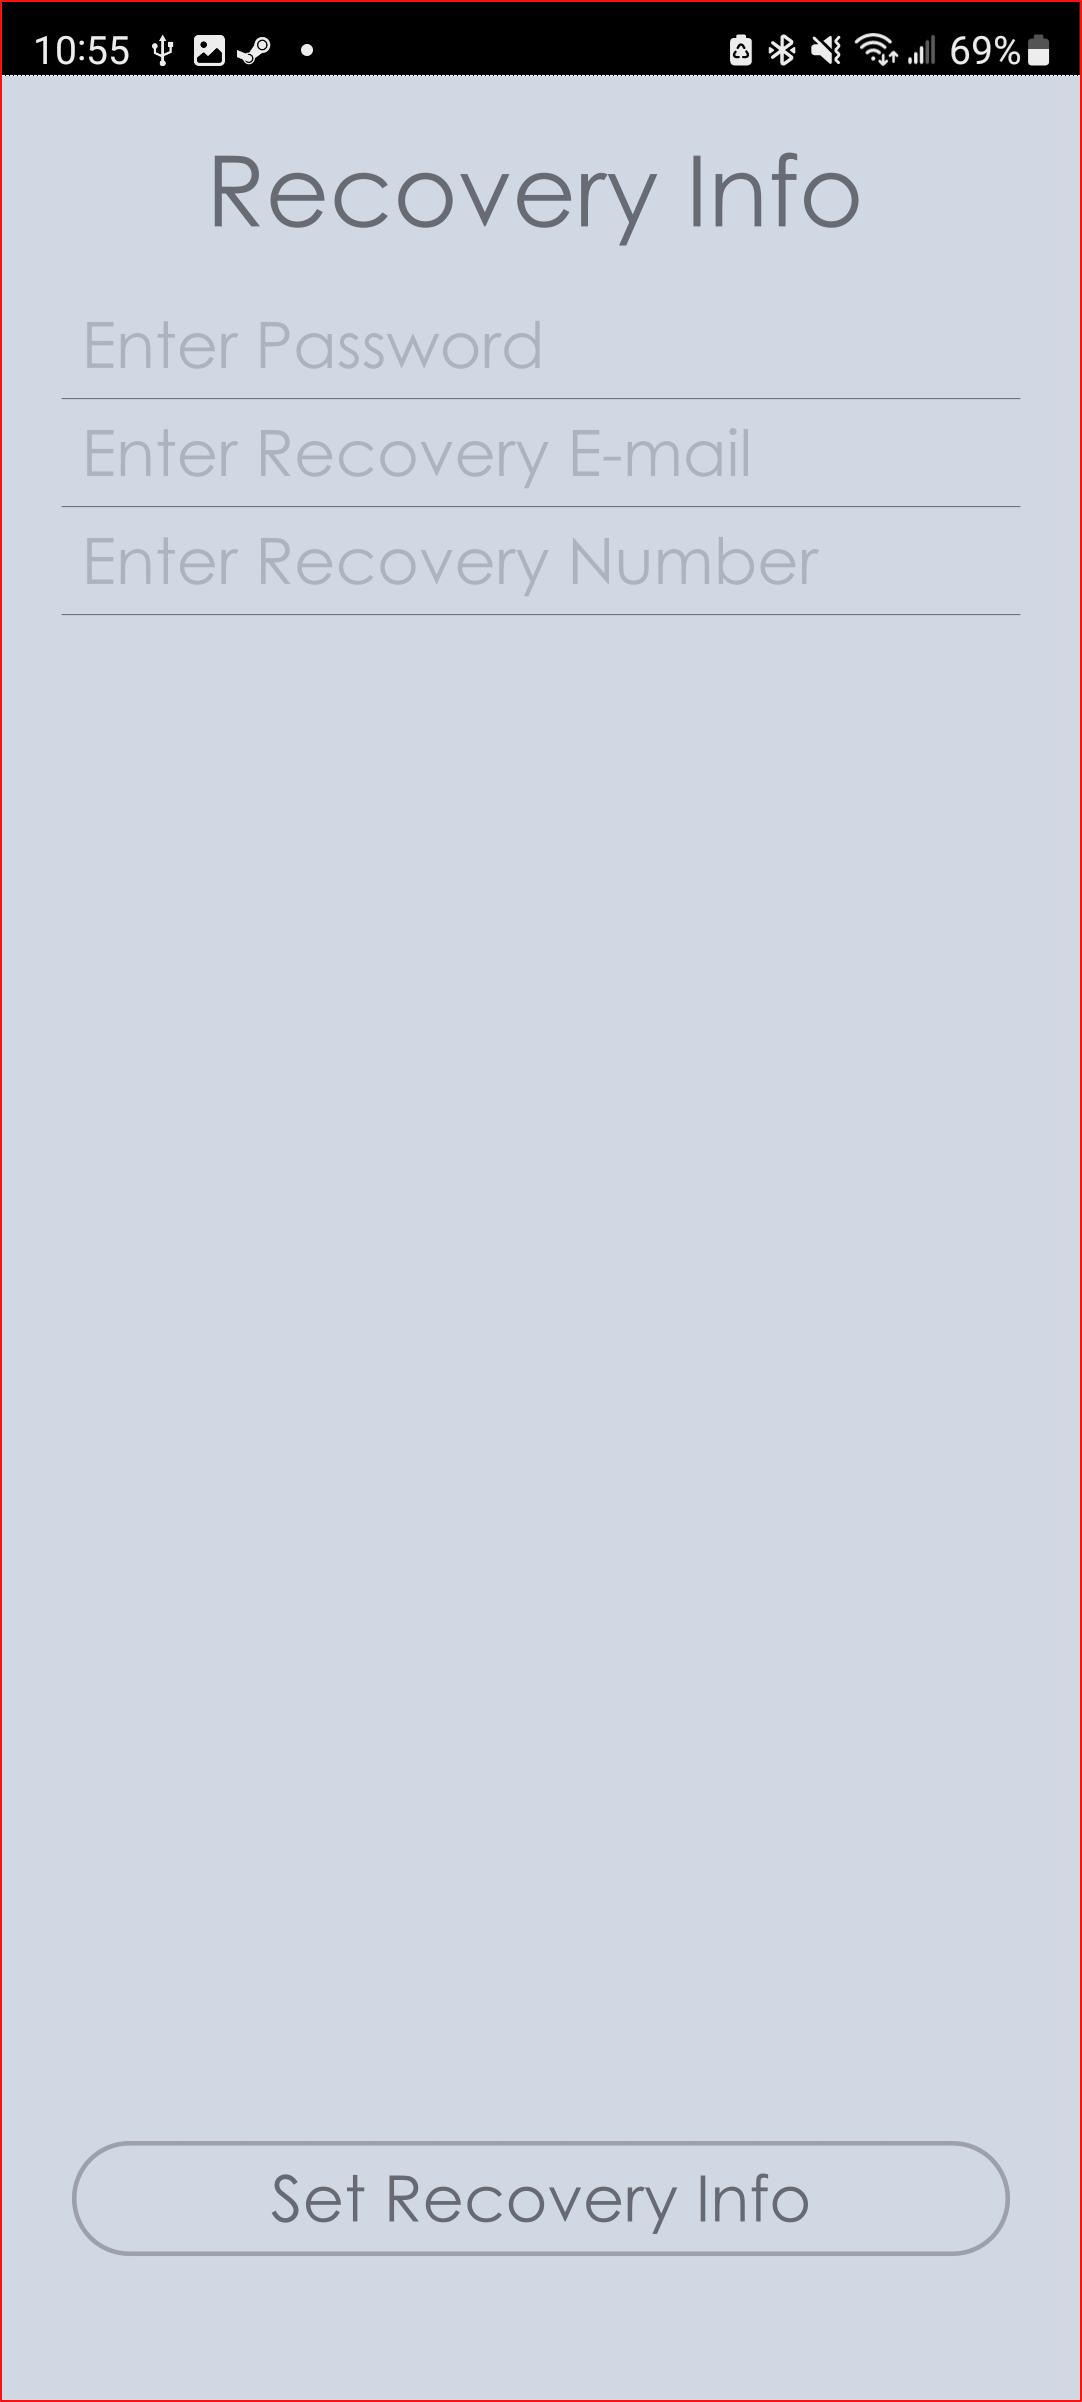 10:55
69%
Recovery Info
Enter Password
Enter Recovery E-mail
Enter Recovery Number
Set Recovery Info